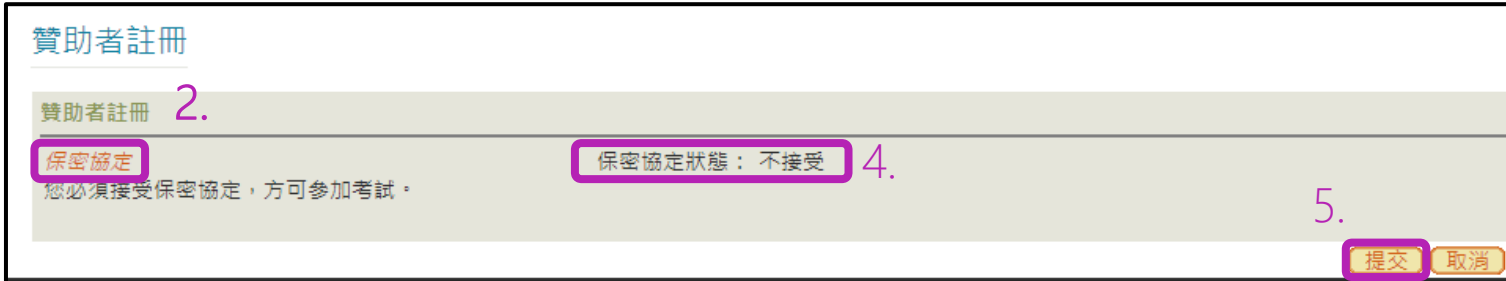 贊助者註冊
贊助者註冊 2.
保密協定 保密協定狀態： 不接受 4.
您必須接受保密協定，方可參加考試。
5.
提交 取消